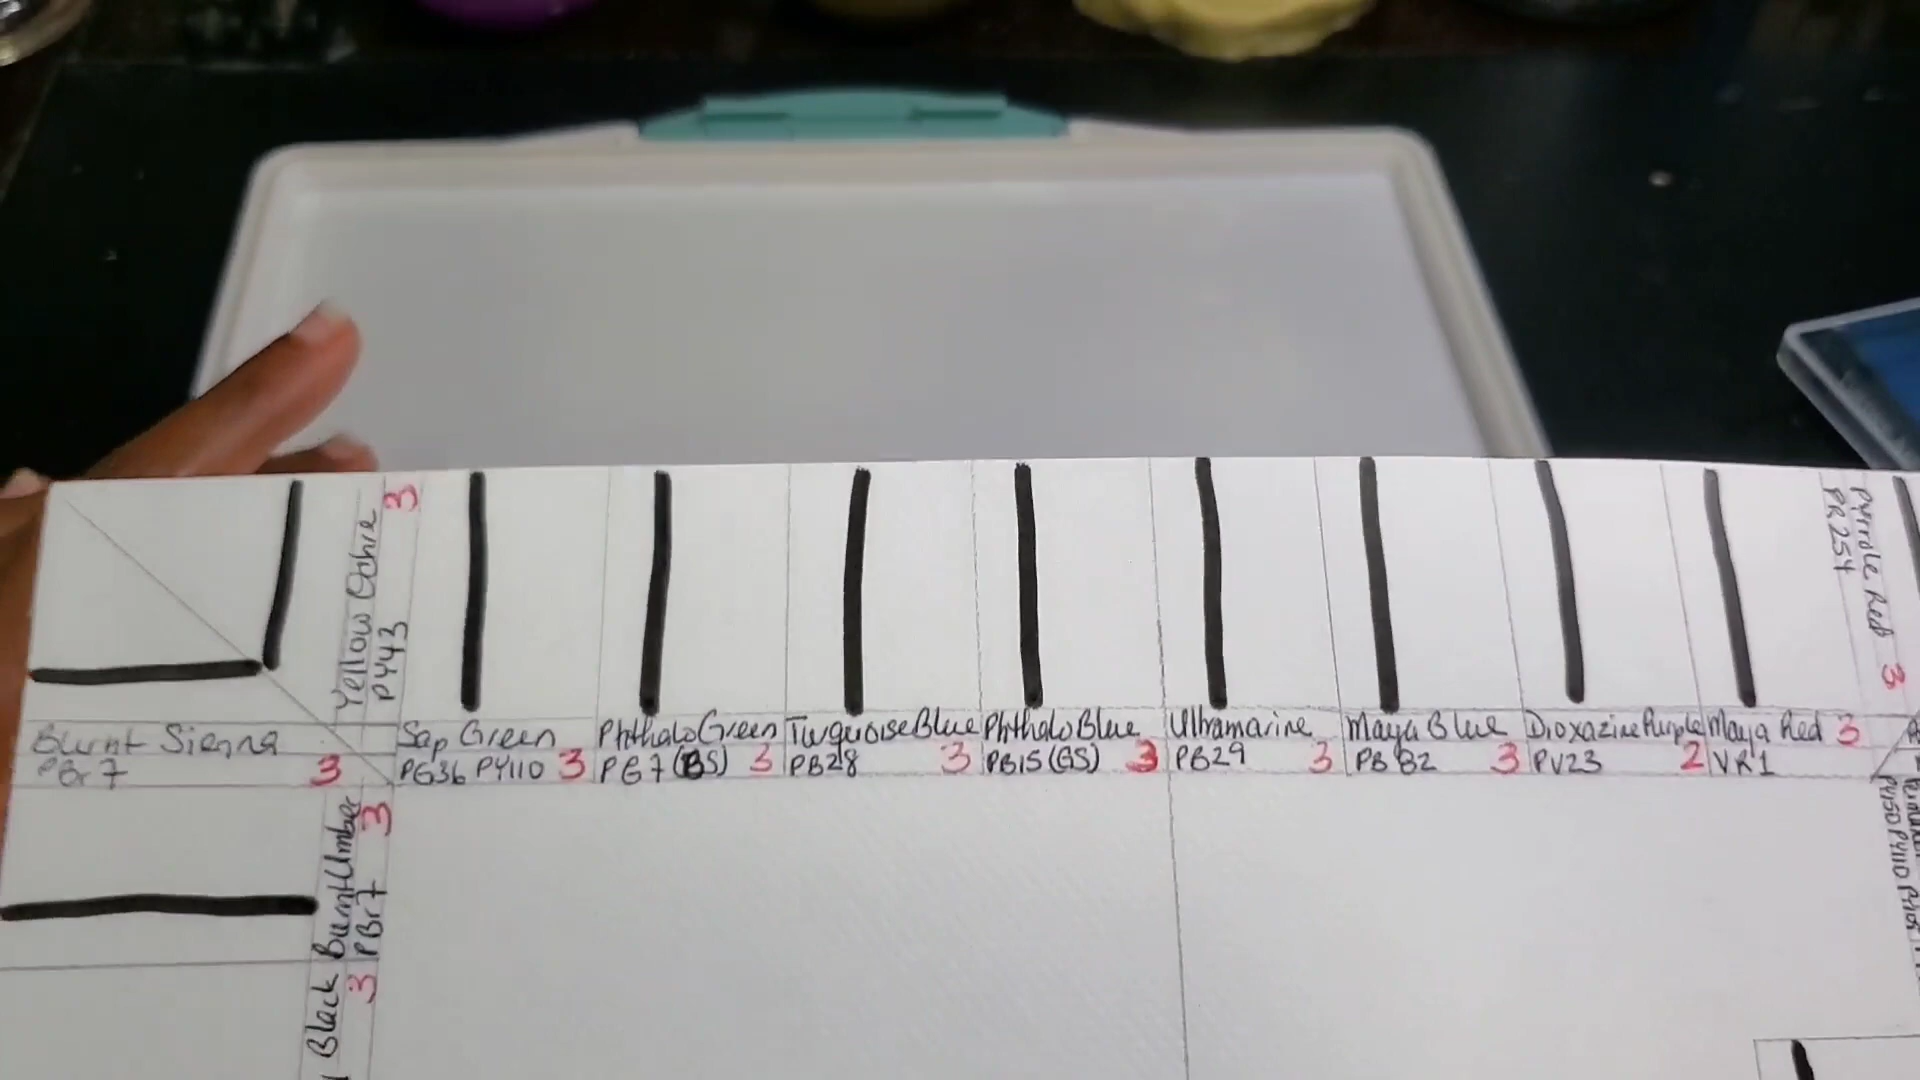 Burnt Sienna
PBr7 3
Yellow Ochre 3
PY43
Sap Green
PG36 PY110 3
Phthalo Green
PG7 (BS) 3
Turquoise Blue
PB28 3
Phthalo Blue
PB15 (GS) 3
Ultramarine
PB29 3
Maya Blue
PB 82 3
Dioxazine Purple
PV23 2
Maya Red 3
VR1
Pyrrole Red 3
PR254
Burnt Umber 3
PBr7
Black 3
PY150 PY110